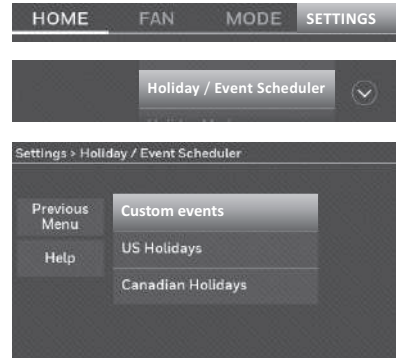 HOME FAN MODE SETTINGS
Holiday / Event Scheduler
Settings > Holiday / Event Scheduler
Previous
Menu
Custom events
Help
US Holidays
Canadian Holidays